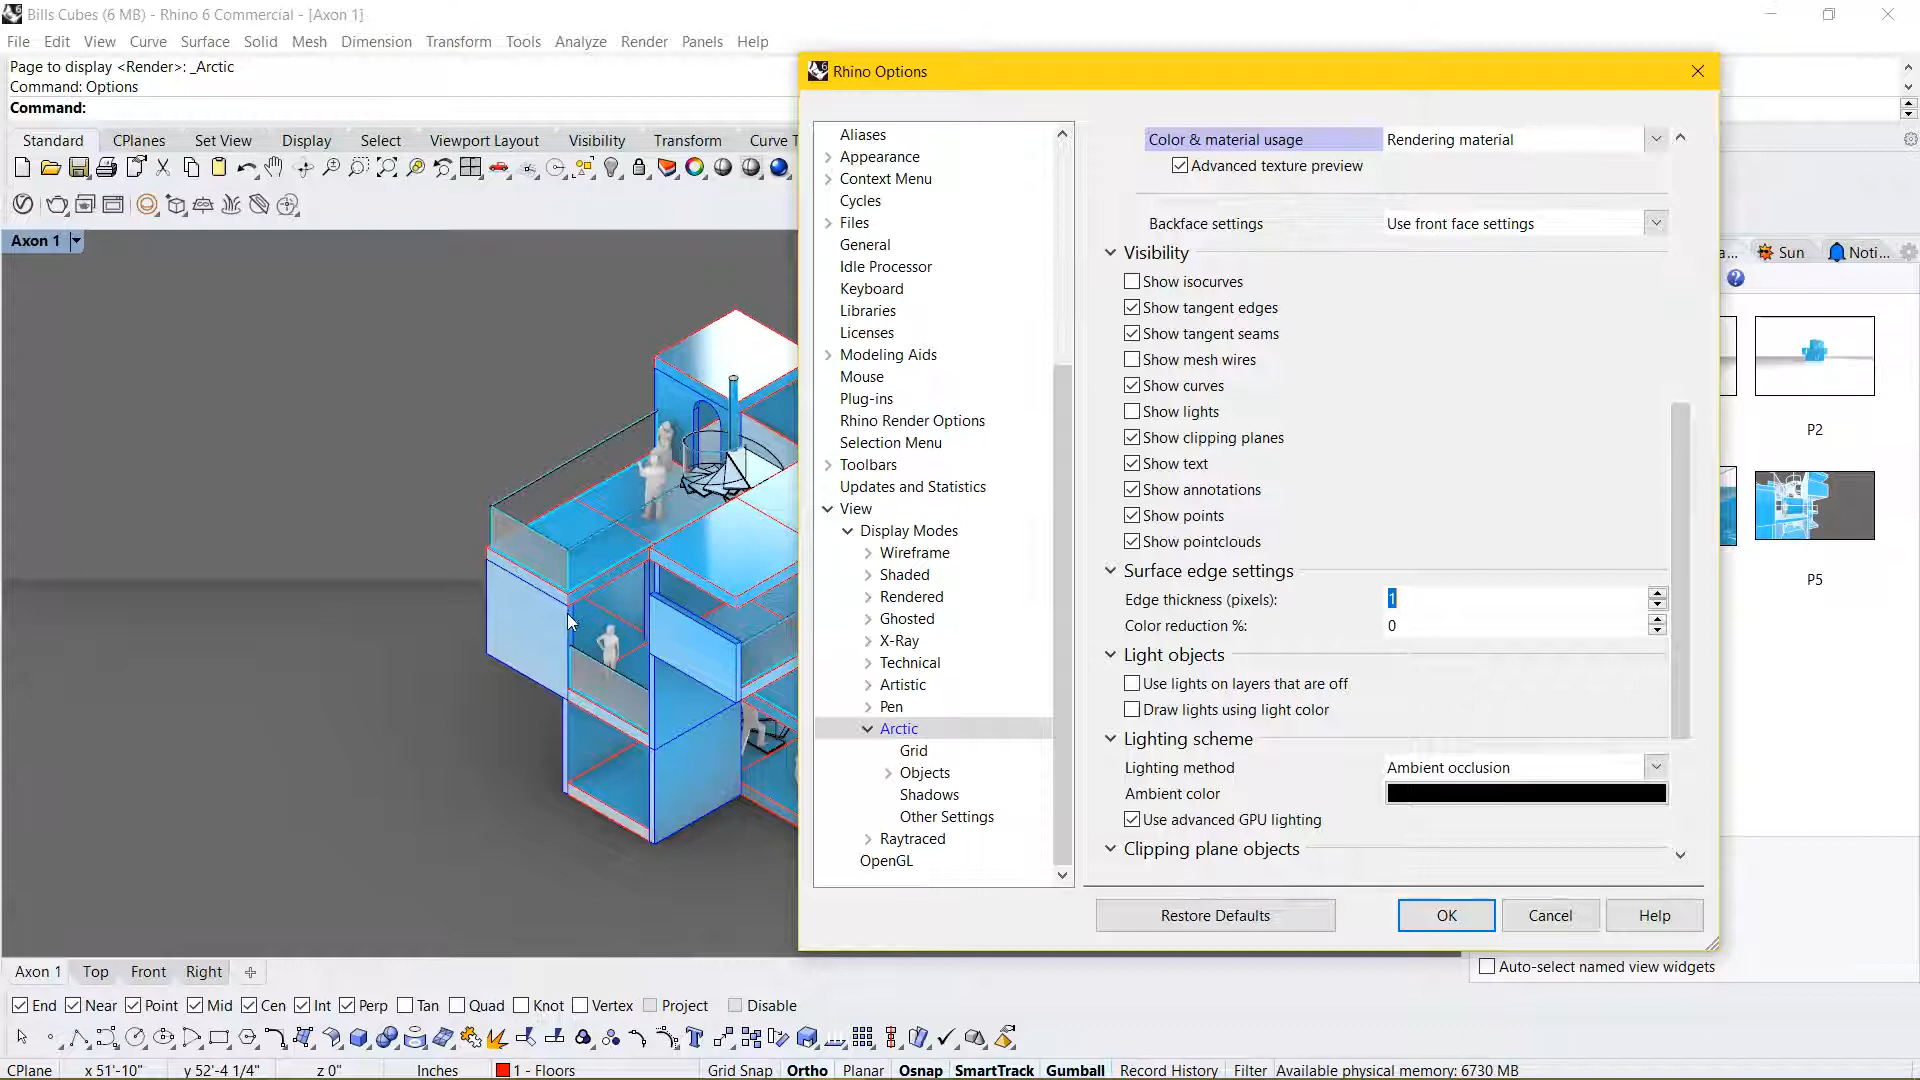 Bills Cubes (6 MB) - Rhino 6 Commercial - [Axon 1]
File Edit View Curve Surface Solid Mesh Dimension Transform Tools Analyze Render Panels Help
Page to display <Render>: _Arctic
Command: Options
Command:
Standard CPlanes Set View Display Select Viewport Layout Visibility Transform Curve T
Axon 1
Rhino Options
Aliases
Appearance
Context Menu
Cycles
Files
General
Idle Processor
Keyboard
Libraries
Licenses
Modeling Aids
Mouse
Plug-ins
Rhino Render Options
Selection Menu
Toolbars
Updates and Statistics
View
Display Modes
Wireframe
Shaded
Rendered
Ghosted
X-Ray
Technical
Artistic
Pen
Arctic
Grid
Objects
Shadows
Other Settings
Raytraced
OpenGL
Color & material usage Rendering material
Advanced texture preview
Backface settings Use front face settings
Visibility
Show isocurves
Show tangent edges
Show tangent seams
Show mesh wires
Show curves
Show lights
Show clipping planes
Show text
Show annotations
Show points
Show pointclouds
Surface edge settings
Edge thickness (pixels): 1
Color reduction %: 0
Light objects
Use lights on layers that are off
Draw lights using light color
Lighting scheme
Lighting method Ambient occlusion
Ambient color
Use advanced GPU lighting
Clipping plane objects
Restore Defaults OK Cancel Help
a... Sun Noti...
P2
P5
Auto-select named view widgets
Axon 1 Top Front Right
End Near Point Mid Cen Int Perp Tan Quad Knot Vertex Project Disable
CPlane x 51'-10" y 52'-4 1/4" z 0" Inches 1 - Floors Grid Snap Ortho Planar Osnap SmartTrack Gumball Record History Filter Available physical memory: 6730 MB